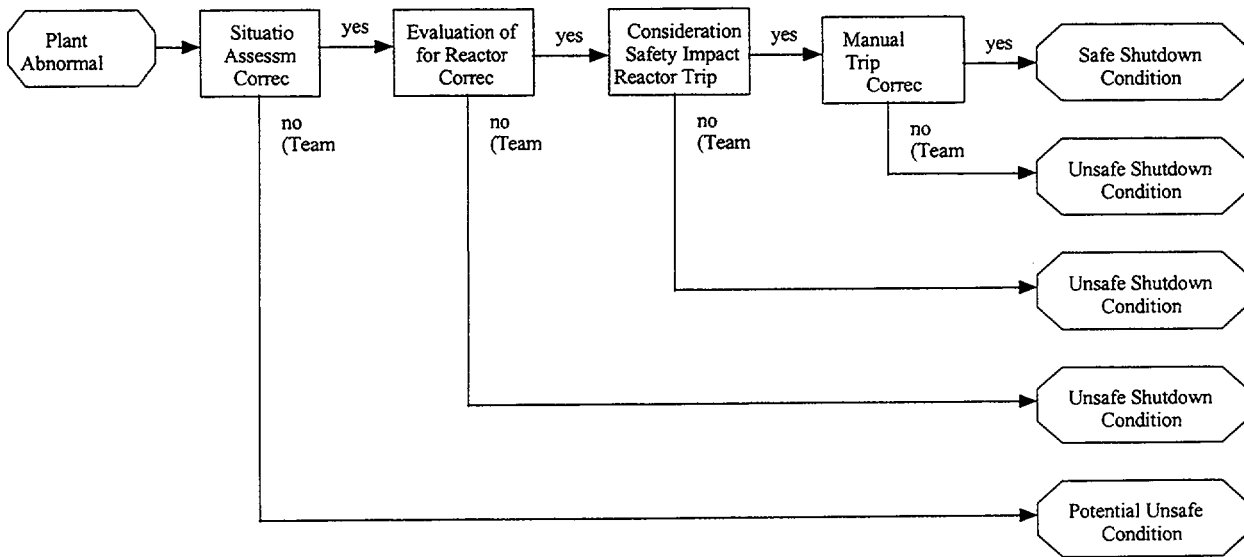 Plant
Abnormal
Situatio
Assessm
Correc
yes
Evaluation of
for Reactor
Correc
yes
Consideration
Safety Impact
Reactor Trip
yes
Manual
Trip
Correc
yes
Safe Shutdown
Condition
no
(Team
no
(Team
no
(Team
no
(Team
Unsafe Shutdown
Condition
Unsafe Shutdown
Condition
Unsafe Shutdown
Condition
Potential Unsafe
Condition